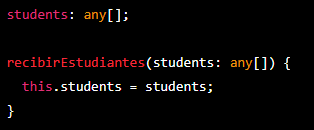 students: any[];
recibirEstudiantes(students: any[]) {
this.students = students;
}